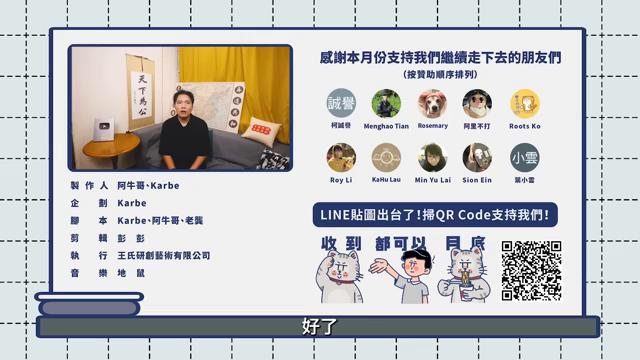 天下為公
感謝本月份支持我們繼續走下去的朋友們
(按贊助順序排列)
誠譽
柯誠譽
Menghao Tian
Rosemary
阿里不打
Roots Ko
Roy Li
KaHu Lau
Min Yu Lai
Sion Ein
小雲
葉小雲
製作人 阿牛哥、Karbe
企劃 Karbe
腳本 Karbe、阿牛哥、老龔
剪輯 彭彭
執行 王氏研創藝術有限公司
音樂 地鼠
LINE貼圖出台了!掃QR Code支持我們!
收到 都可以 月底
好了